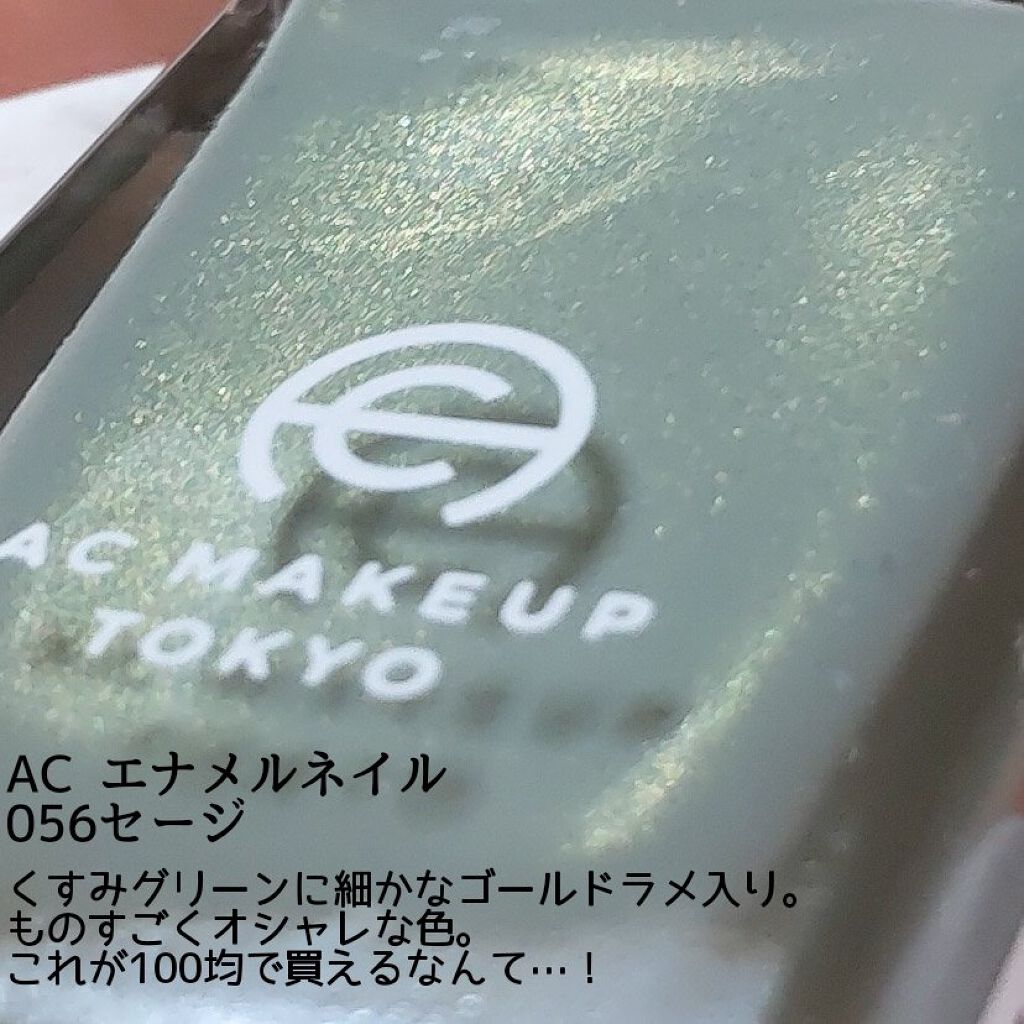 AC MAKEUP
TOKYO
AC エナメルネイル
056セージ
くすみグリーンに細かなゴールドラメ入り。
ものすごくオシャレな色。
これが100均で買えるなんて…！